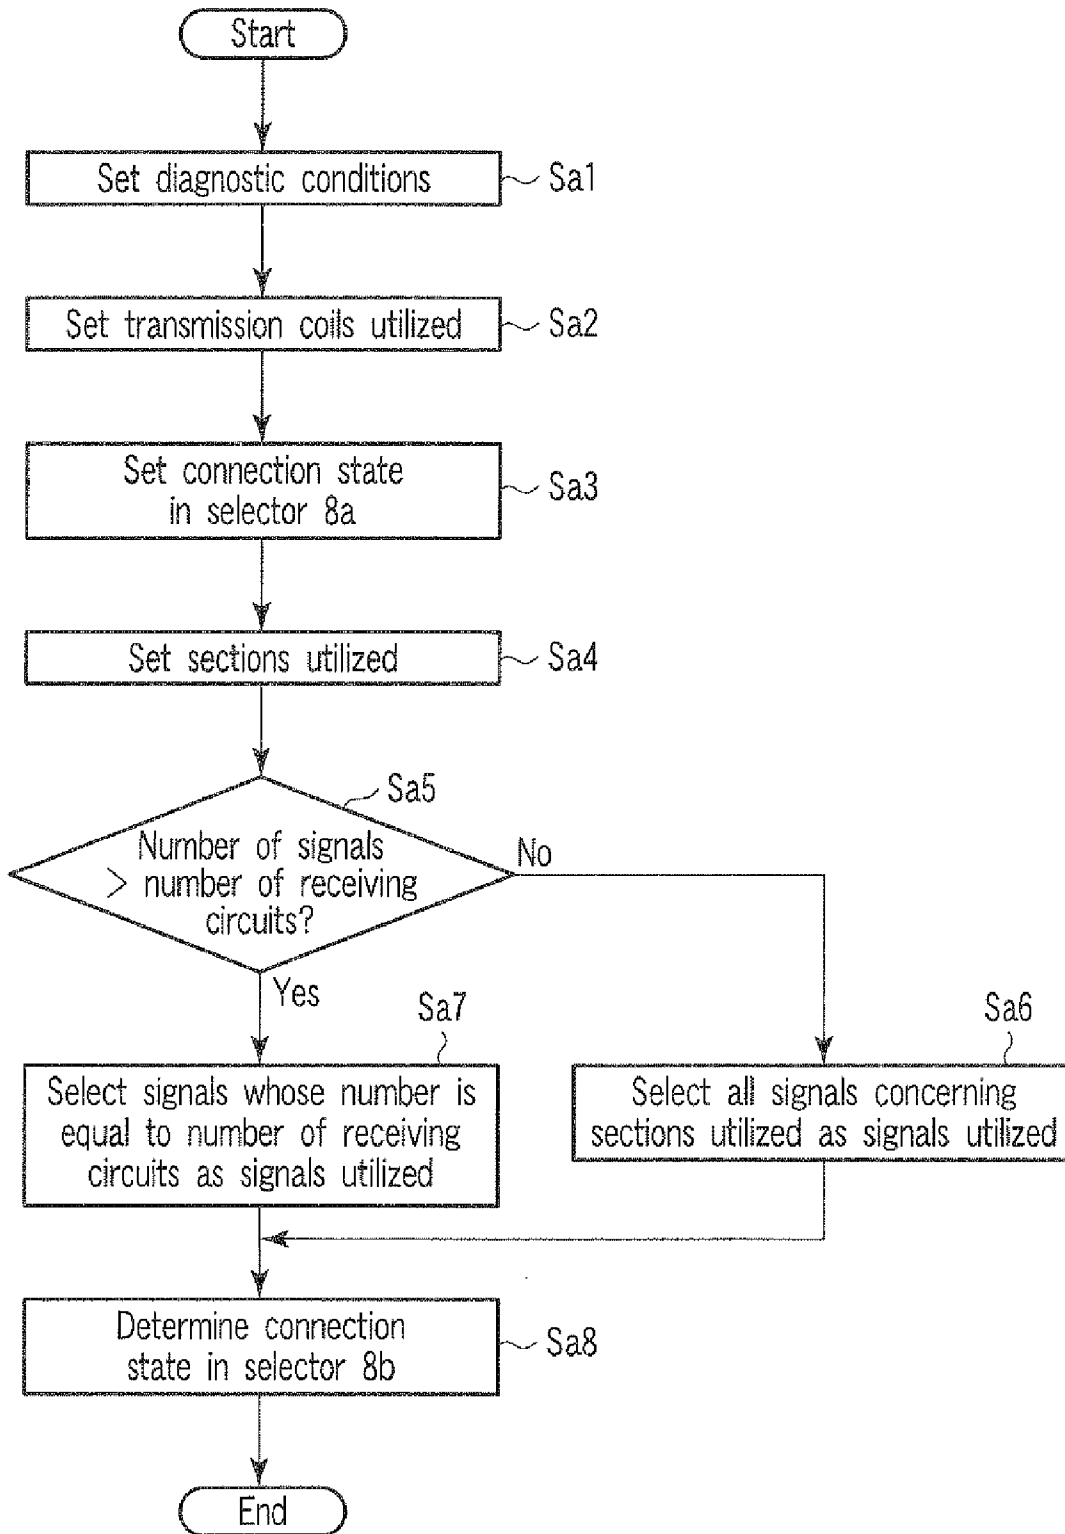 Start
Set diagnostic conditions
Sa1
Set transmission coils utilized
Sa2
Set connection state
in selector 8a
Sa3
Set sections utilized
Sa4
Sa5
Number of signals
> number of receiving
circuits?
No
Yes
Sa7
Select signals whose number is
equal to number of receiving
circuits as signals utilized
Sa6
Select all signals concerning
sections utilized as signals utilized
Determine connection
state in selector 8b
Sa8
End